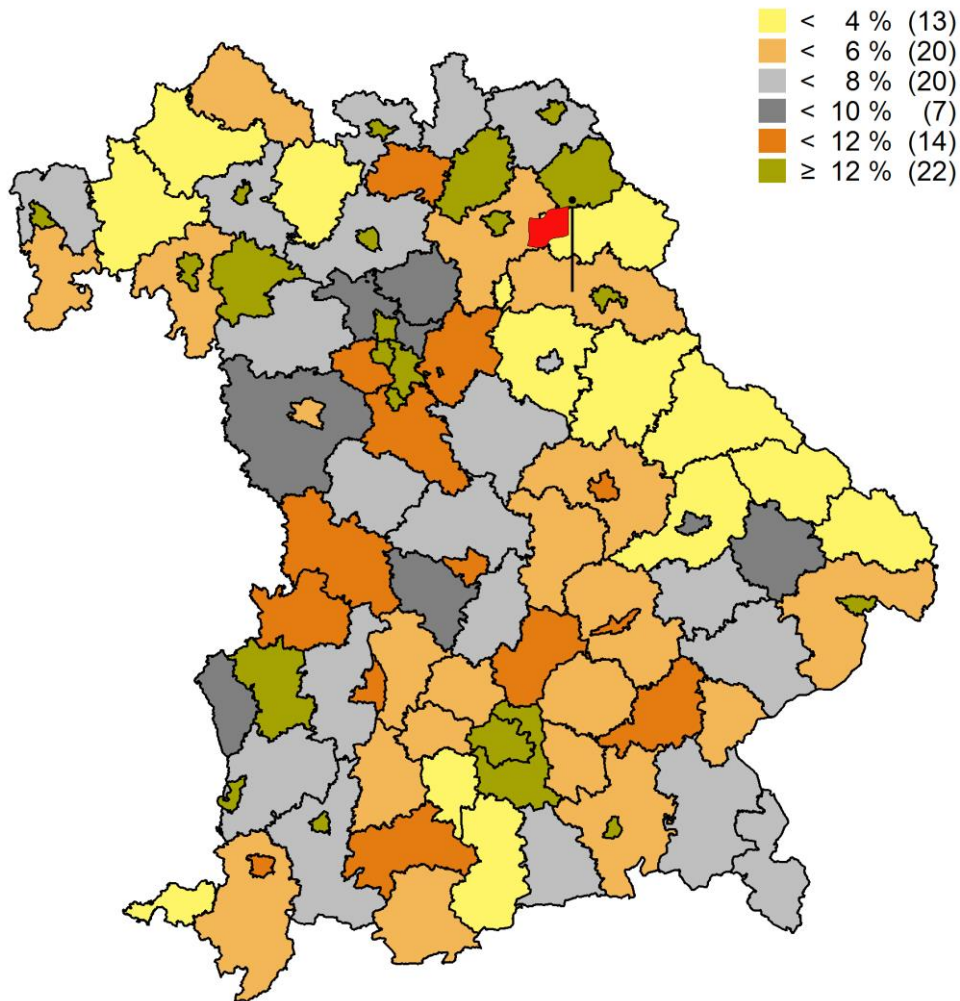 < 4 % (13)
< 6 % (20)
< 8 % (20)
< 10 % (7)
< 12 % (14)
≥ 12 % (22)